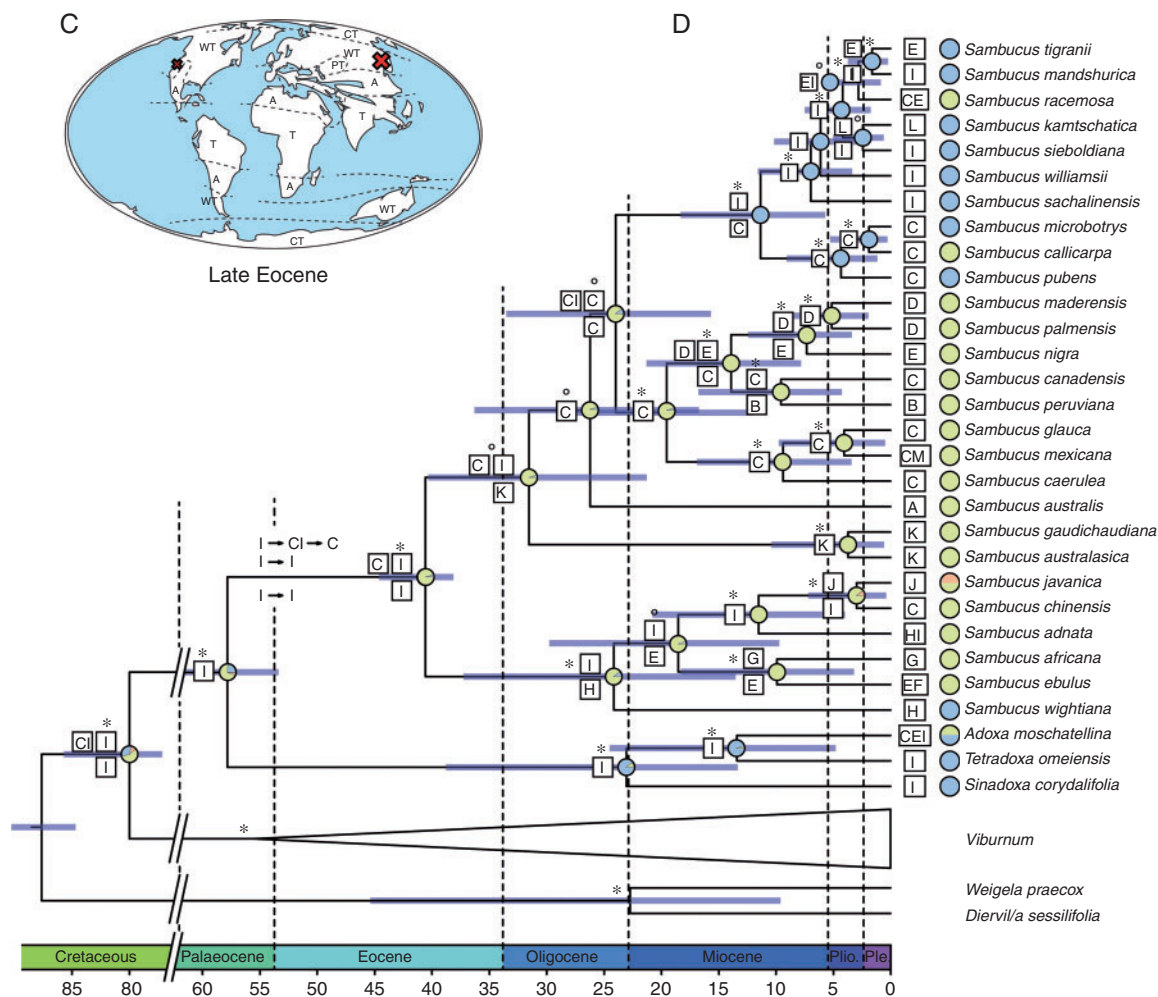 C
D
CT
WT
WT
PT
A
A
A
T
T
T
A
A
WT
WT
CT
Late Eocene
E
E
Sambucus tigranii
I
I
Sambucus mandshurica
EI
CE
Sambucus racemosa
I
L
L
Sambucus kamtschatica
I
I
I
Sambucus sieboldiana
I
I
Sambucus williamsii
I
I
Sambucus sachalinensis
C
C
C
Sambucus microbotrys
C
C
Sambucus callicarpa
C
Sambucus pubens
CI C
D
D
D
Sambucus maderensis
C
D
Sambucus palmensis
D E
E
E
Sambucus nigra
C
C
C
Sambucus canadensis
C
C
B
B
Sambucus peruviana
C
C
Sambucus glauca
CM
Sambucus mexicana
C
C
Sambucus caerulea
C I
K
A
Sambucus australis
K
Sambucus gaudichaudiana
I → CI → C
K
K
Sambucus australasica
I → I
C I
I
J
J
Sambucus javanica
I → I
I
I
C
Sambucus chinensis
I
E
HI
Sambucus adnata
I
I
G
G
Sambucus africana
H
E
EF
Sambucus ebulus
H
Sambucus wightiana
CI I
I
I
CEI
Adoxa moschatellina
I
I
Tetradoxa omeiensis
I
Sinadoxa corydalifolia
Viburnum
Weigela praecox
Diervil/a sessilifolia
Cretaceous Palaeocene Eocene Oligocene Miocene Plio. Ple.
85 80 60 55 50 45 40 35 30 25 20 15 10 5 0